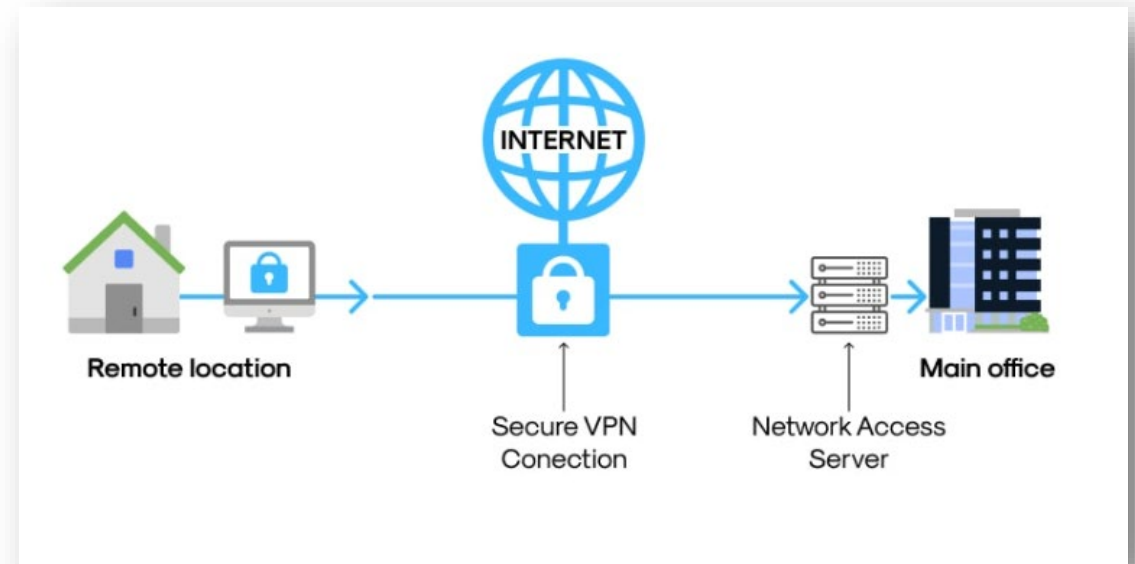 INTERNET
Remote location
Main office
Secure VPN
Conection
Network Access
Server